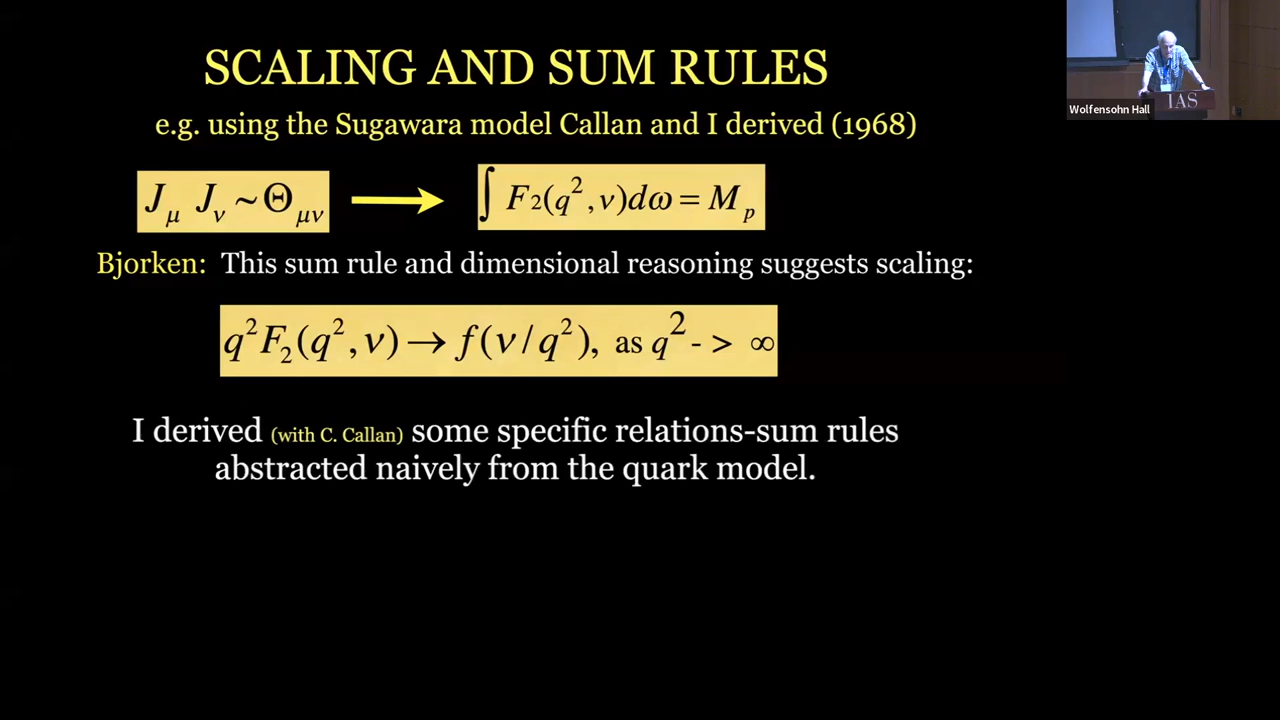 SCALING AND SUM RULES
e.g. using the Sugawara model Callan and I derived (1968)
J_μ J_ν ~ Θ_μν ⟶ ∫ F₂(q², ν)dω = M_p
Bjorken: This sum rule and dimensional reasoning suggests scaling:
q²F₂(q², ν) → f(ν / q²), as q² - > ∞
I derived (with C. Callan) some specific relations-sum rules
abstracted naively from the quark model.
IAS
Wolfensohn Hall